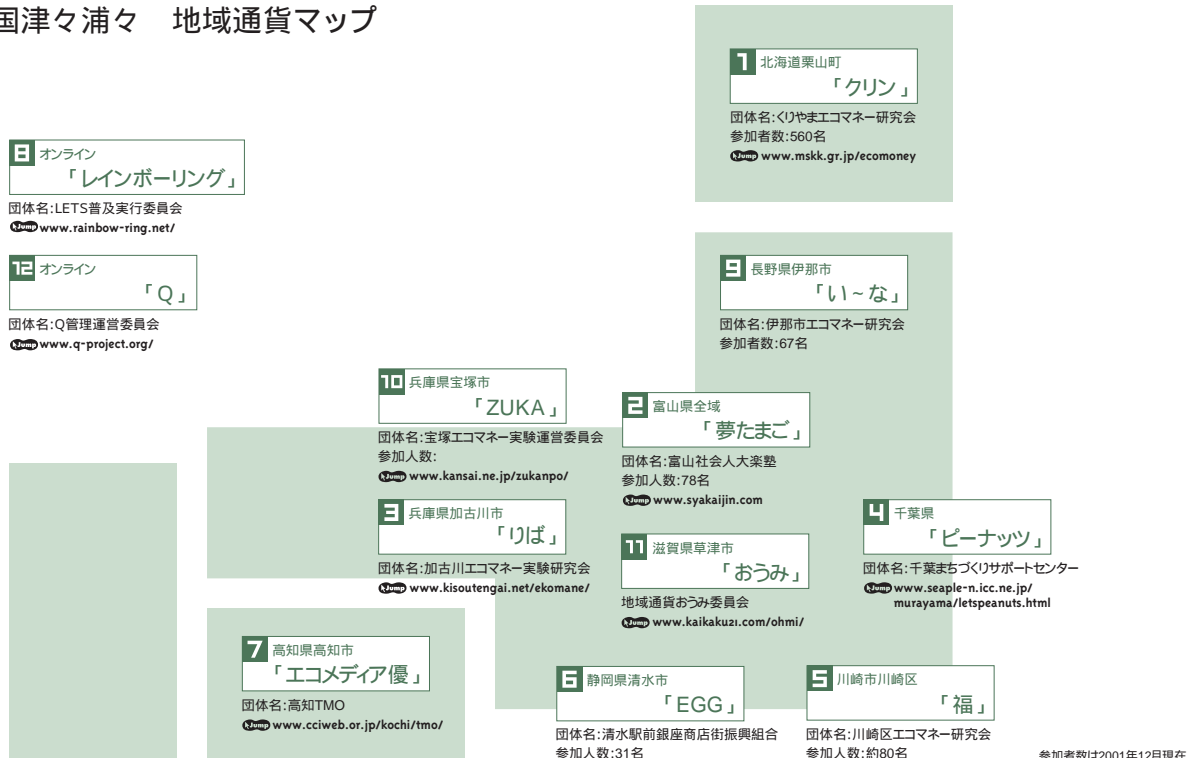 国津々浦々 地域通貨マップ
1 北海道栗山町
「クリン」
団体名:くりやまエコマネー研究会
参加者数:560名
Jump www.mskk.gr.jp/ecomoney
8 オンライン
「レインボーリング」
団体名:LETS普及実行委員会
Jump www.rainbow-ring.net/
12 オンライン
「Q」
団体名:Q管理運営委員会
Jump www.q-project.org/
9 長野県伊那市
「い~な」
団体名:伊那市エコマネー研究会
参加者数:67名
10 兵庫県宝塚市
「ZUKA」
団体名:宝塚エコマネー実験運営委員会
参加人数:
Jump www.kansai.ne.jp/zukanpo/
2 富山県全域
「夢たまご」
団体名:富山社会人大楽塾
参加人数:78名
Jump www.syakaijin.com
3 兵庫県加古川市
「りば」
団体名:加古川エコマネー実験研究会
Jump www.kisoutengai.net/ekomane/
11 滋賀県草津市
「おうみ」
地域通貨おうみ委員会
Jump www.kaikaku21.com/ohmi/
4 千葉県
「ピーナッツ」
団体名:千葉まちづくりサポートセンター
Jump www.seaple-n.icc.ne.jp/
murayama/letspeanuts.html
7 高知県高知市
「エコメディア優」
団体名:高知TMO
Jump www.cciweb.or.jp/kochi/tmo/
6 静岡県清水市
「EGG」
団体名:清水駅前銀座商店街振興組合
参加人数:31名
5 川崎市川崎区
「福」
団体名:川崎区エコマネー研究会
参加人数:約80名
参加者数は2001年12月現在